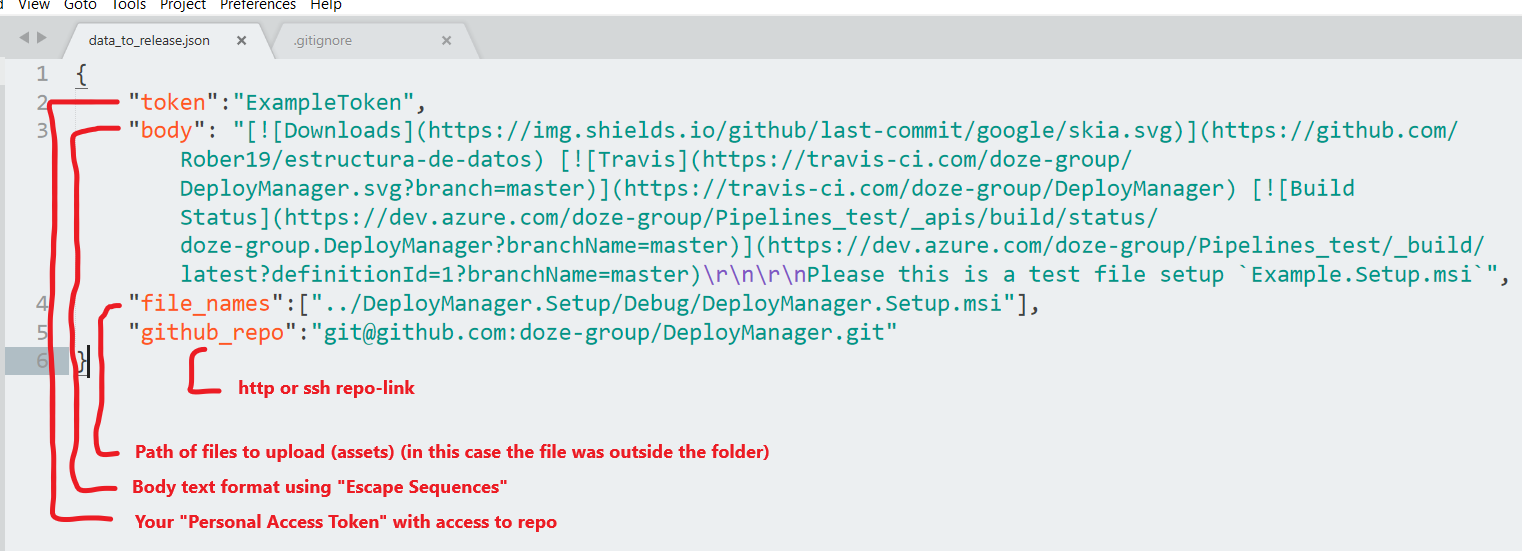 View Goto Tools Project Preferences Help
data_to_release.json × .gitignore ×
1 {
2 "token":"ExampleToken",
3 "body": "[![Downloads](https://img.shields.io/github/last-commit/google/skia.svg)](https://github.com/
Rober19/estructura-de-datos) [![Travis](https://travis-ci.com/doze-group/
DeployManager.svg?branch=master)](https://travis-ci.com/doze-group/DeployManager) [![Build
Status](https://dev.azure.com/doze-group/Pipelines_test/_apis/build/status/
doze-group.DeployManager?branchName=master)](https://dev.azure.com/doze-group/Pipelines_test/_build/
latest?definitionId=1?branchName=master)\r\n\r\nPlease this is a test file setup `Example.Setup.msi`",
4 "file_names":["../DeployManager.Setup/Debug/DeployManager.Setup.msi"],
5 "github_repo":"git@github.com:doze-group/DeployManager.git"
6 }
http or ssh repo-link
Path of files to upload (assets) (in this case the file was outside the folder)
Body text format using "Escape Sequences"
Your "Personal Access Token" with access to repo